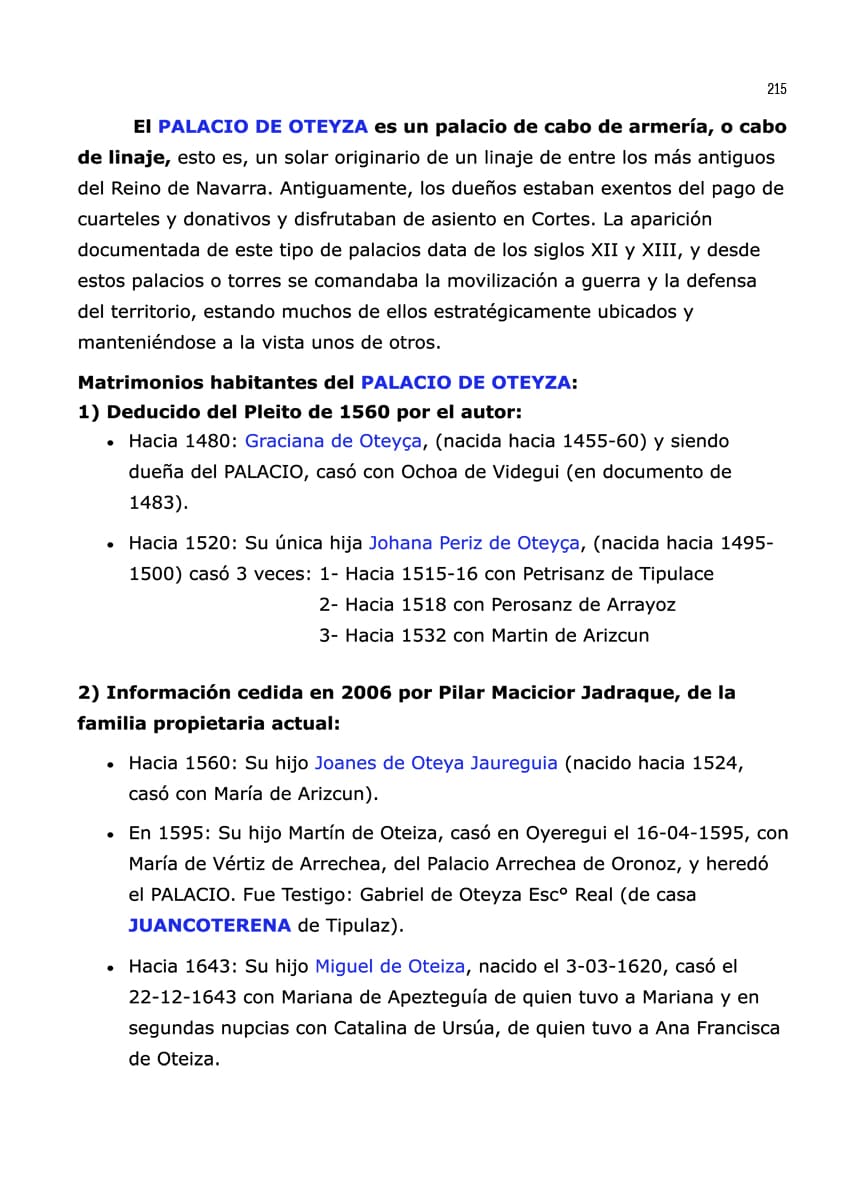 215
El PALACIO DE OTEYZA es un palacio de cabo de armería, o cabo
de linaje, esto es, un solar originario de un linaje de entre los más antiguos
del Reino de Navarra. Antiguamente, los dueños estaban exentos del pago de
cuarteles y donativos y disfrutaban de asiento en Cortes. La aparición
documentada de este tipo de palacios data de los siglos XII y XIII, y desde
estos palacios o torres se comandaba la movilización a guerra y la defensa
del territorio, estando muchos de ellos estratégicamente ubicados y
manteniéndose a la vista unos de otros.
Matrimonios habitantes del PALACIO DE OTEYZA:
1) Deducido del Pleito de 1560 por el autor:
• Hacia 1480: Graciana de Oteyça, (nacida hacia 1455-60) y siendo
dueña del PALACIO, casó con Ochoa de Videgui (en documento de
1483).
• Hacia 1520: Su única hija Johana Periz de Oteyça, (nacida hacia 1495-
1500) casó 3 veces: 1- Hacia 1515-16 con Petrisanz de Tipulace
2- Hacia 1518 con Perosanz de Arrayoz
3- Hacia 1532 con Martin de Arizcun
2) Información cedida en 2006 por Pilar Macicior Jadraque, de la
familia propietaria actual:
• Hacia 1560: Su hijo Joanes de Oteya Jaureguia (nacido hacia 1524,
casó con María de Arizcun).
• En 1595: Su hijo Martín de Oteiza, casó en Oyeregui el 16-04-1595, con
María de Vértiz de Arrechea, del Palacio Arrechea de Oronoz, y heredó
el PALACIO. Fue Testigo: Gabriel de Oteyza Escº Real (de casa
JUANCOTERENA de Tipulaz).
• Hacia 1643: Su hijo Miguel de Oteiza, nacido el 3-03-1620, casó el
22-12-1643 con Mariana de Apezteguía de quien tuvo a Mariana y en
segundas nupcias con Catalina de Ursúa, de quien tuvo a Ana Francisca
de Oteiza.